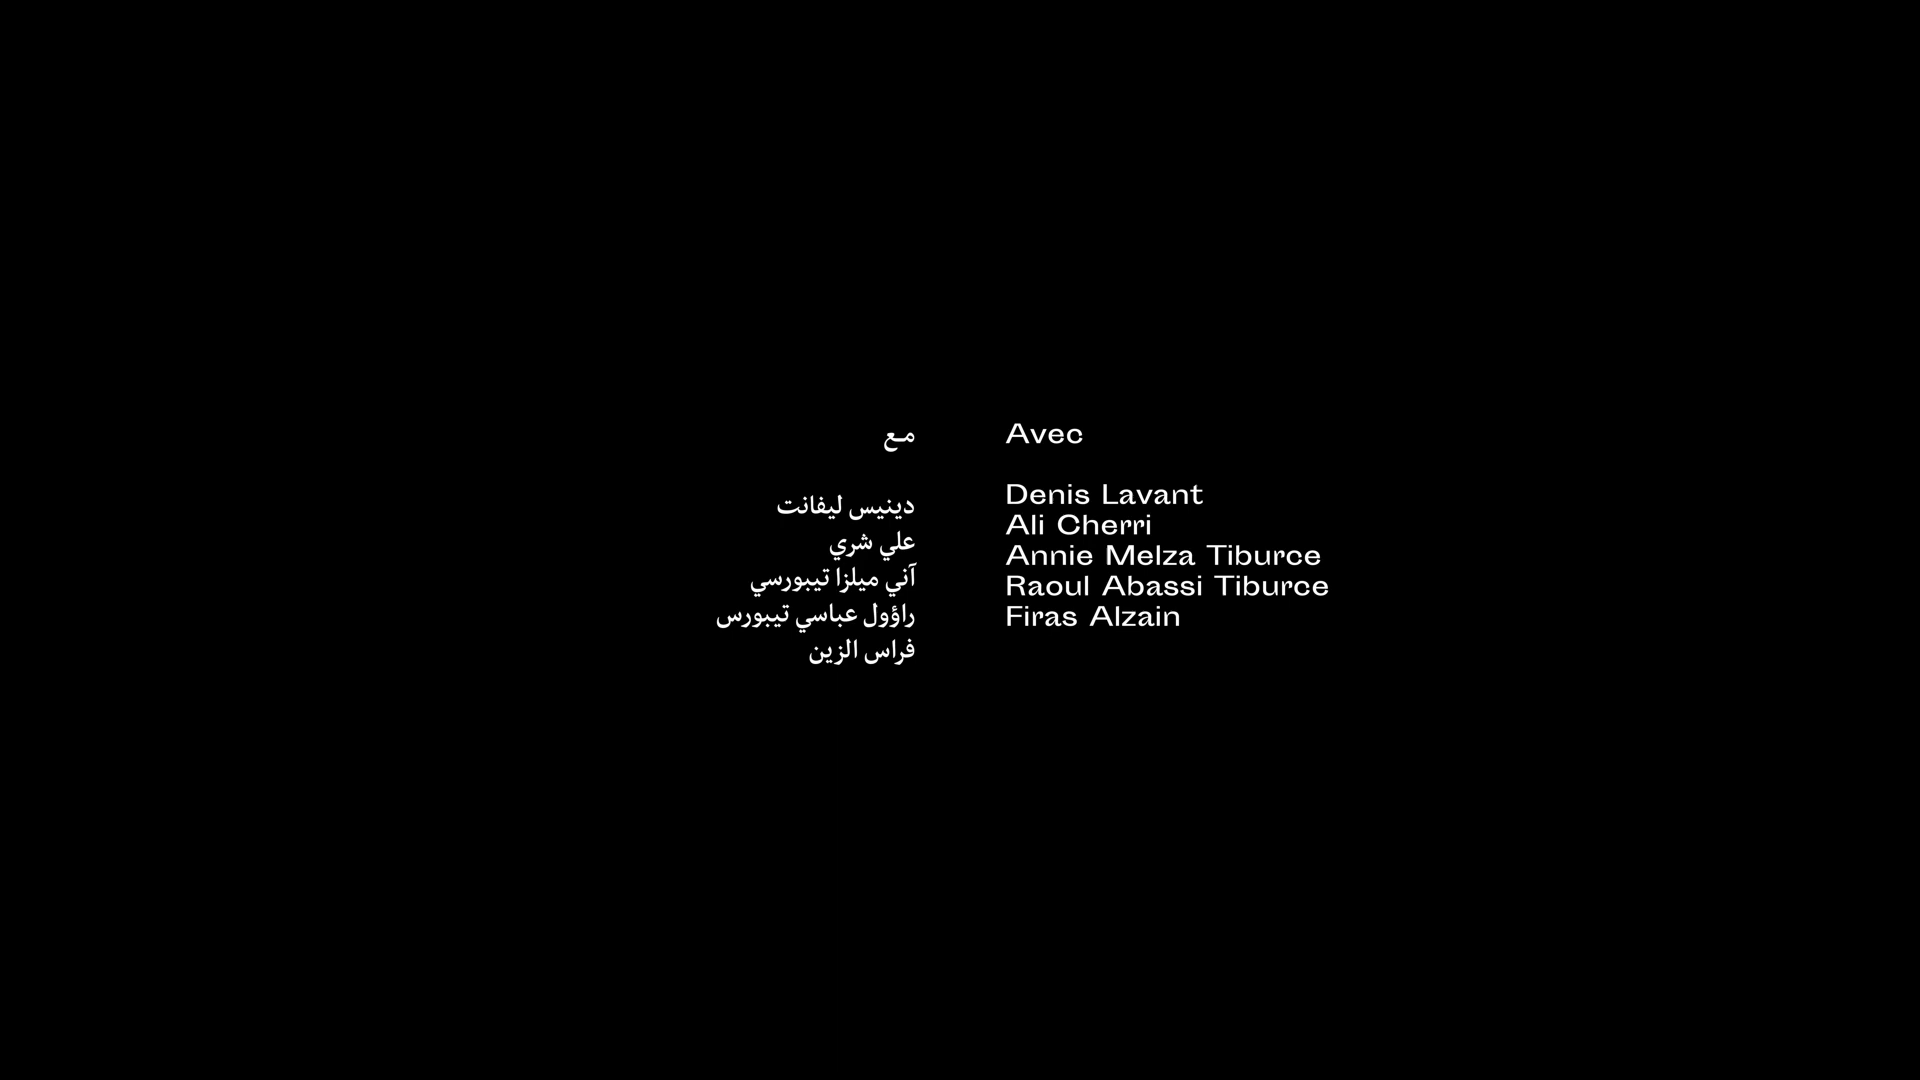 مـع
دينيس ليفانت
علي شري
آني ميلزا تيبورسي
راؤول عباسي تيبورس
فراس الزين
Avec
Denis Lavant
Ali Cherri
Annie Melza Tiburce
Raoul Abassi Tiburce
Firas Alzain